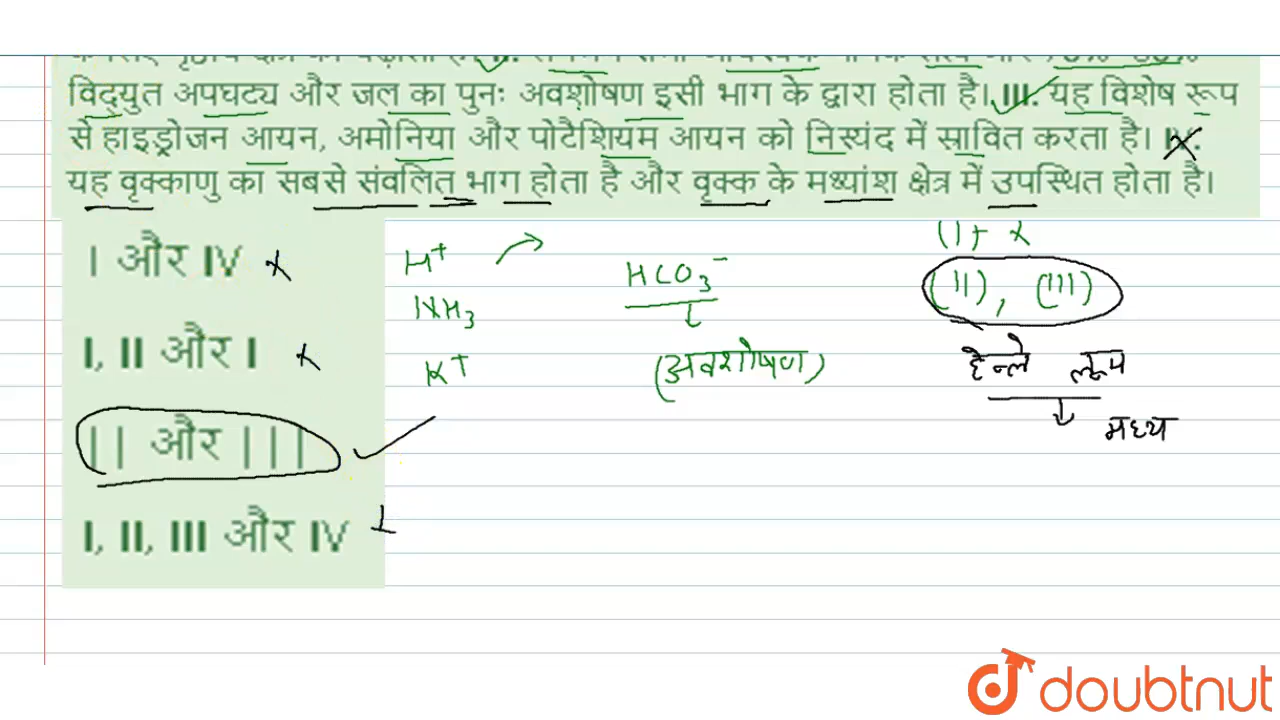 विद्युत अपघट्य और जल का पुनः अवशोषण इसी भाग के द्वारा होता है। III. यह विशेष रूप
से हाइड्रोजन आयन, अमोनिया और पोटैशियम आयन को निस्यंद में स्रावित करता है।
यह वृक्काणु का सबसे संवलित भाग होता है और वृक्क के मध्यांश क्षेत्र में उपस्थित होता है।
I और IV
I, II और I
|| और |||
I, II, III और IV
H+
NH3
K+
HCO3−
(अवशोषण)
(II), (III)
हेन्ले लूप
मध्य
doubtnut